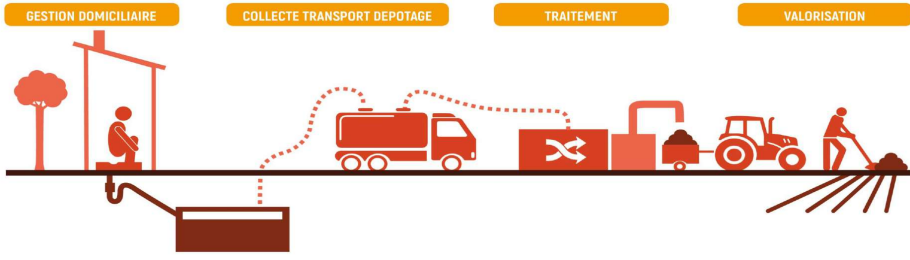 GESTION DOMICILIAIRE
COLLECTE TRANSPORT DEPOTAGE
TRAITEMENT
VALORISATION